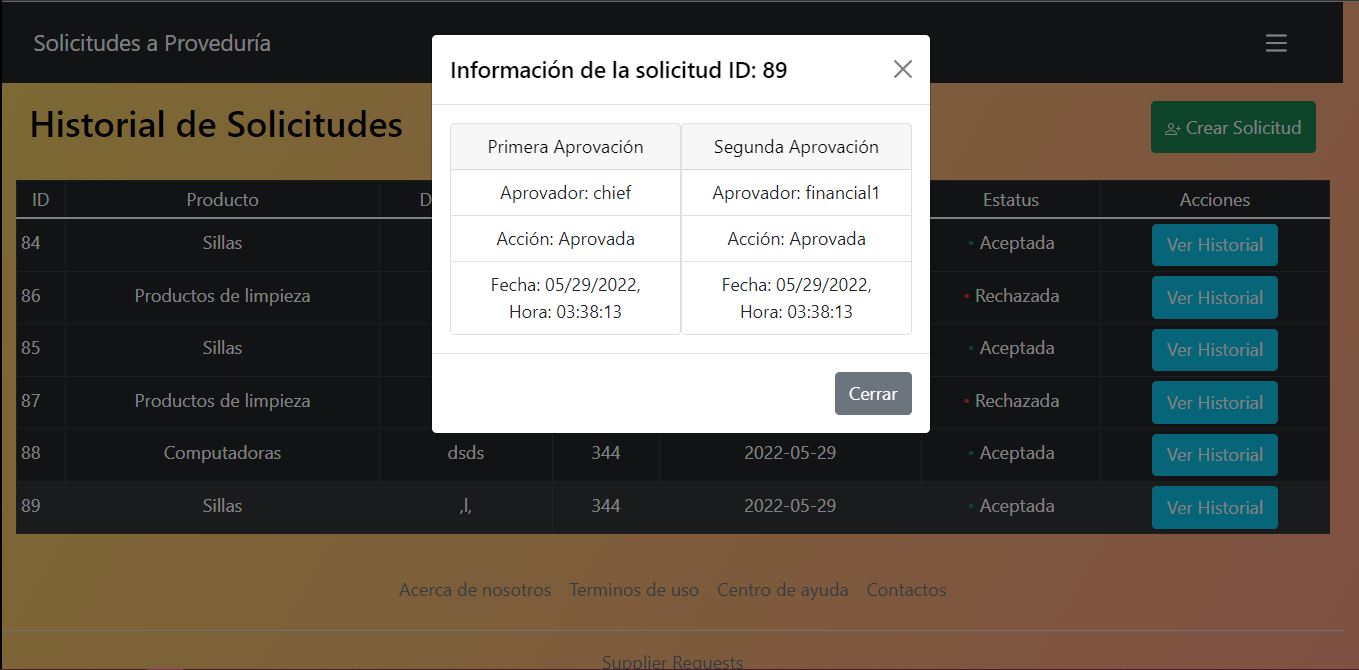 Solicitudes a Proveduría
Información de la solicitud ID: 89
Historial de Solicitudes
Crear Solicitud
Primera Aprovación Segunda Aprovación
Aprovador: chief Aprovador: financial1
Acción: Aprovada Acción: Aprovada
Fecha: 05/29/2022, Fecha: 05/29/2022,
Hora: 03:38:13 Hora: 03:38:13
Cerrar
ID Producto D Estatus Acciones
84 Sillas Aceptada Ver Historial
86 Productos de limpieza Rechazada Ver Historial
85 Sillas Aceptada Ver Historial
87 Productos de limpieza Rechazada Ver Historial
88 Computadoras dsds 344 2022-05-29 Aceptada Ver Historial
89 Sillas ,l, 344 2022-05-29 Aceptada Ver Historial
Acerca de nosotros Terminos de uso Centro de ayuda Contactos
Supplier Requests